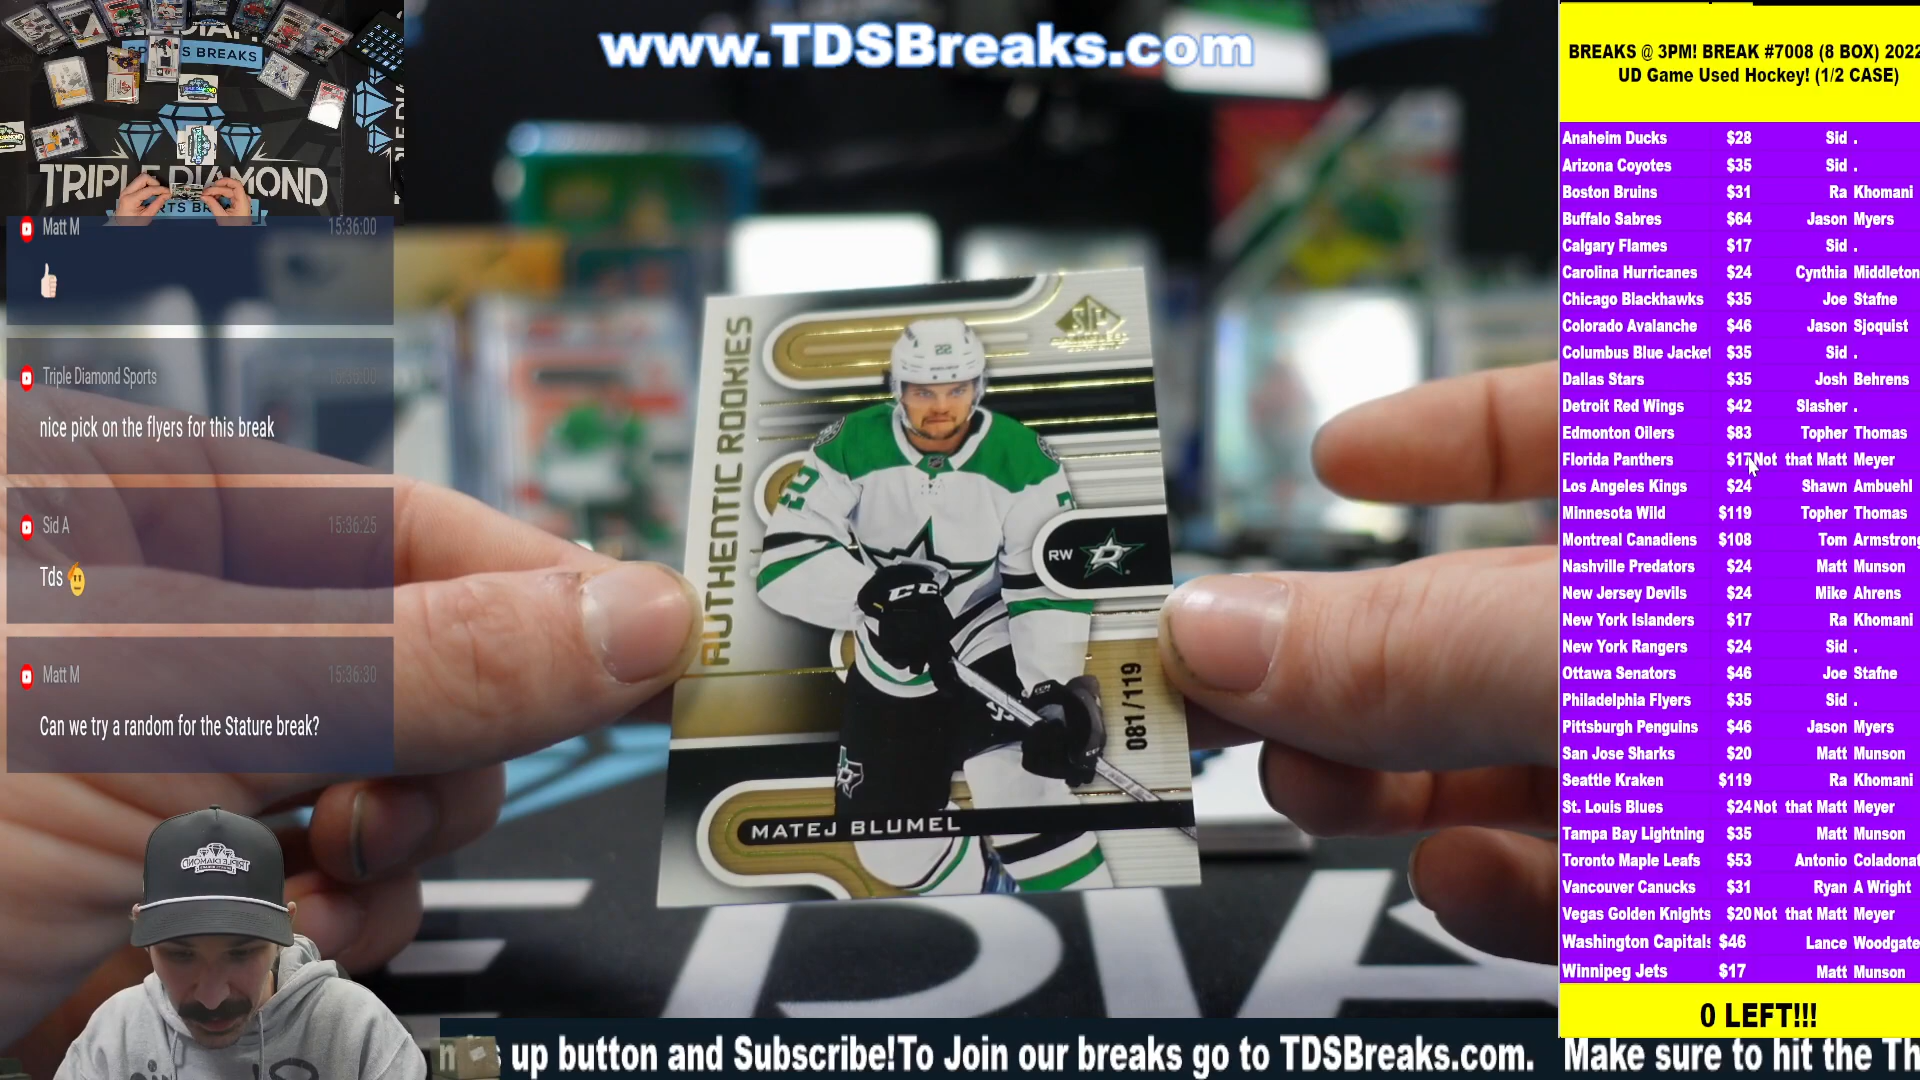 www.TDSBreaks.com
TRIPLE DIAMOND
Matt M 15:36:00
👍🏻
Triple Diamond Sports
nice pick on the flyers for this break
Sid A 15:36:25
Tds 🫡
Matt M 15:36:30
Can we try a random for the Stature break?
AUTHENTIC ROOKIES
SP
22
RW
CCM
081/119
MATEJ BLUMEL
BREAKS @ 3PM! BREAK #7008 (8 BOX) 2022
UD Game Used Hockey! (1/2 CASE)
Anaheim Ducks $28 Sid .
Arizona Coyotes $35 Sid .
Boston Bruins $31 Ra Khomani
Buffalo Sabres $64 Jason Myers
Calgary Flames $17 Sid .
Carolina Hurricanes $24 Cynthia Middleton
Chicago Blackhawks $35 Joe Stafne
Colorado Avalanche $46 Jason Sjoquist
Columbus Blue Jacket $35 Sid .
Dallas Stars $35 Josh Behrens
Detroit Red Wings $42 Slasher .
Edmonton Oilers $83 Topher Thomas
Florida Panthers $17 Not that Matt Meyer
Los Angeles Kings $24 Shawn Ambuehl
Minnesota Wild $119 Topher Thomas
Montreal Canadiens $108 Tom Armstrong
Nashville Predators $24 Matt Munson
New Jersey Devils $24 Mike Ahrens
New York Islanders $17 Ra Khomani
New York Rangers $24 Sid .
Ottawa Senators $46 Joe Stafne
Philadelphia Flyers $35 Sid .
Pittsburgh Penguins $46 Jason Myers
San Jose Sharks $20 Matt Munson
Seattle Kraken $119 Ra Khomani
St. Louis Blues $24 Not that Matt Meyer
Tampa Bay Lightning $35 Matt Munson
Toronto Maple Leafs $53 Antonio Coladonat
Vancouver Canucks $31 Ryan A Wright
Vegas Golden Knights $20 Not that Matt Meyer
Washington Capitals $46 Lance Woodgate
Winnipeg Jets $17 Matt Munson
0 LEFT!!!
up button and Subscribe!To Join our breaks go to TDSBreaks.com. Make sure to hit the Th